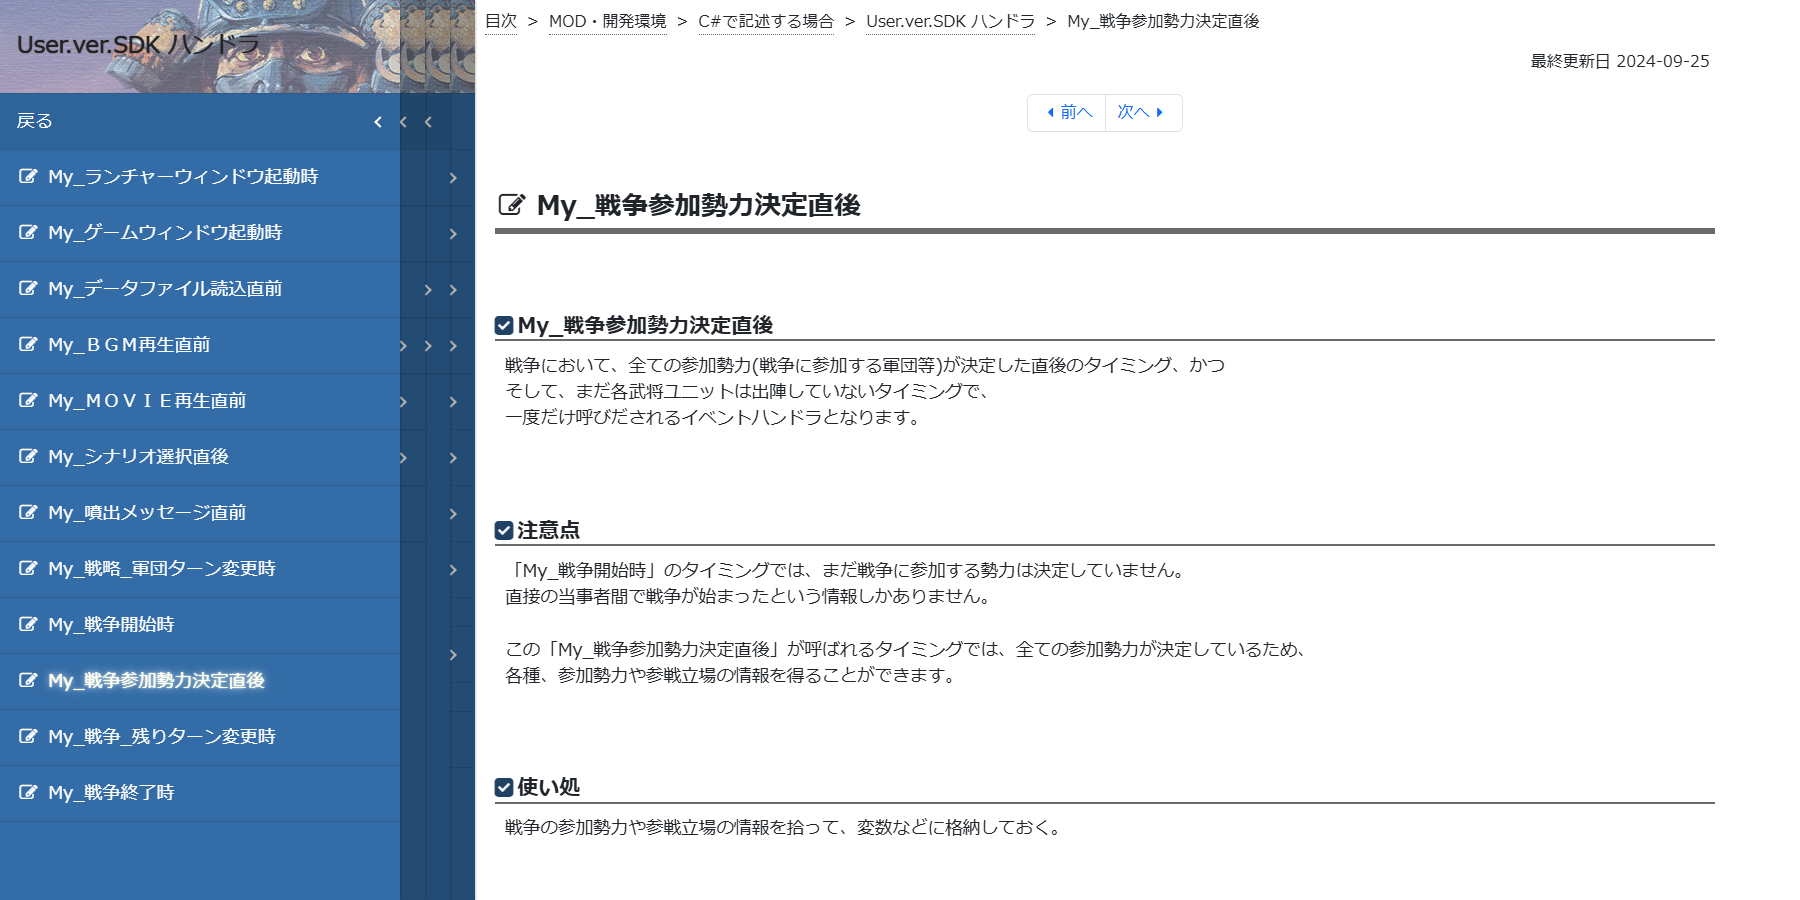 User.ver.SDK ハンドラ
戻る
My_ランチャーウィンドウ起動時
My_ゲームウィンドウ起動時
My_データファイル読込直前
My_ＢＧＭ再生直前
My_ＭＯＶＩＥ再生直前
My_シナリオ選択直後
My_噴出メッセージ直前
My_戦略_軍団ターン変更時
My_戦争開始時
My_戦争参加勢力決定直後
My_戦争_残りターン変更時
My_戦争終了時
目次 > MOD・開発環境 > C#で記述する場合 > User.ver.SDK ハンドラ > My_戦争参加勢力決定直後
最終更新日 2024-09-25
前へ 次へ
My_戦争参加勢力決定直後
My_戦争参加勢力決定直後
戦争において、全ての参加勢力(戦争に参加する軍団等)が決定した直後のタイミング、かつ
そして、まだ各武将ユニットは出陣していないタイミングで、
一度だけ呼びだされるイベントハンドラとなります。
注意点
「My_戦争開始時」のタイミングでは、まだ戦争に参加する勢力は決定していません。
直接の当事者間で戦争が始まったという情報しかありません。
この「My_戦争参加勢力決定直後」が呼ばれるタイミングでは、全ての参加勢力が決定しているため、
各種、参加勢力や参戦立場の情報を得ることができます。
使い処
戦争の参加勢力や参戦立場の情報を拾って、変数などに格納しておく。